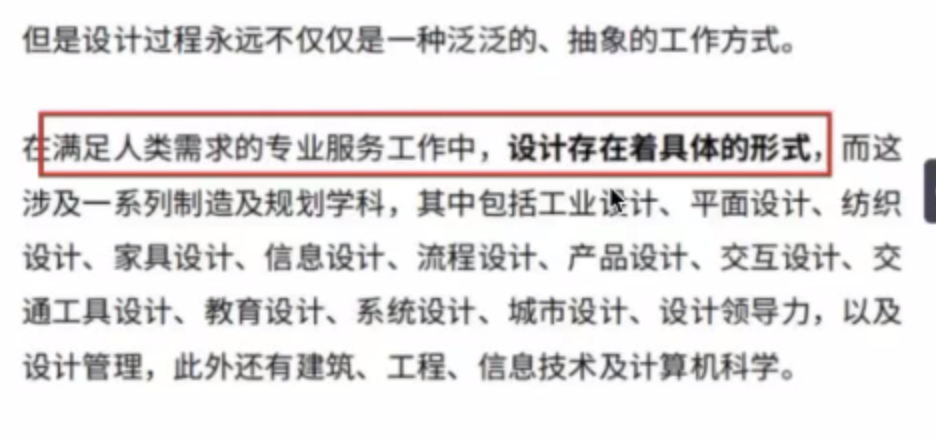 但是设计过程永远不仅仅是一种泛泛的、抽象的工作方式。
在满足人类需求的专业服务工作中，设计存在着具体的形式，而这
涉及一系列制造及规划学科，其中包括工业设计、平面设计、纺织
设计、家具设计、信息设计、流程设计、产品设计、交互设计、交
通工具设计、教育设计、系统设计、城市设计、设计领导力，以及
设计管理，此外还有建筑、工程、信息技术及计算机科学。